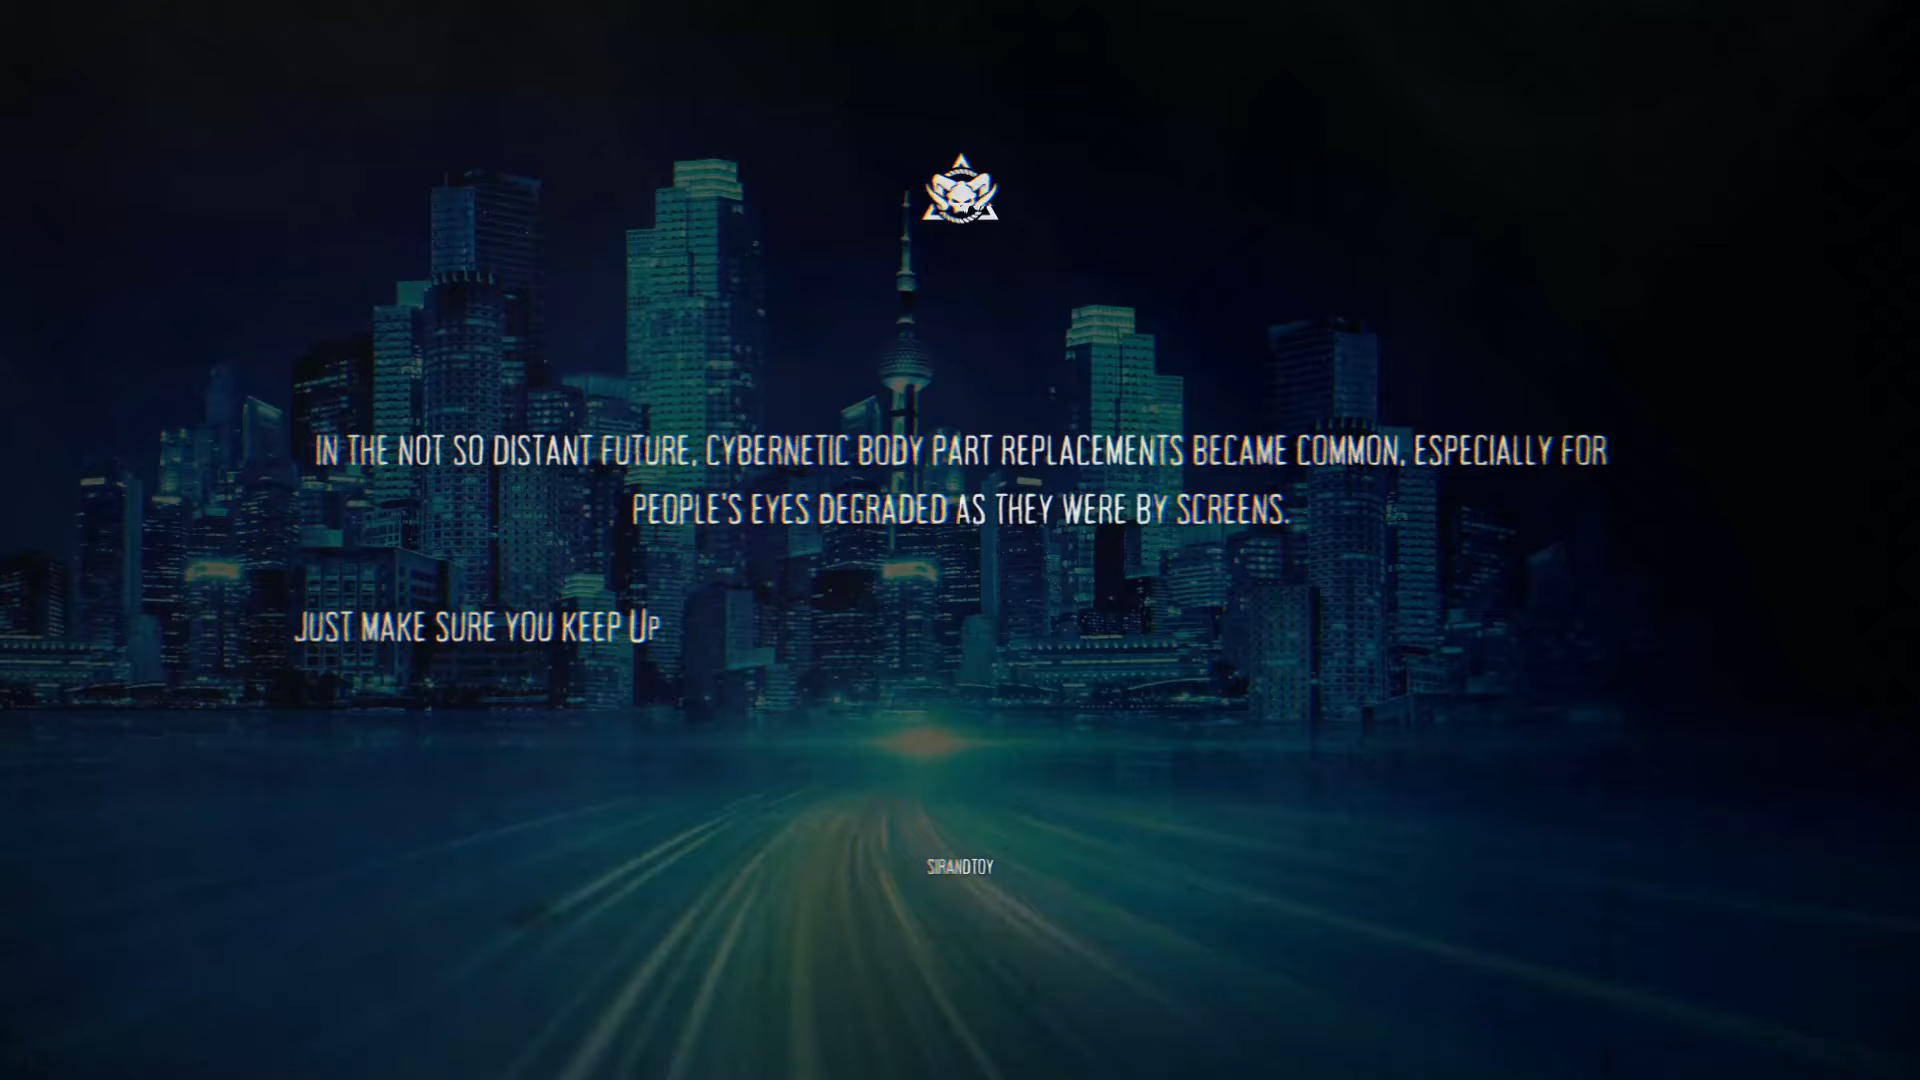 IN THE NOT SO DISTANT FUTURE, CYBERNETIC BODY PART REPLACEMENTS BECAME COMMON, ESPECIALLY FOR
PEOPLE'S EYES DEGRADED AS THEY WERE BY SCREENS.
JUST MAKE SURE YOU KEEP UP
SIRANDTOY